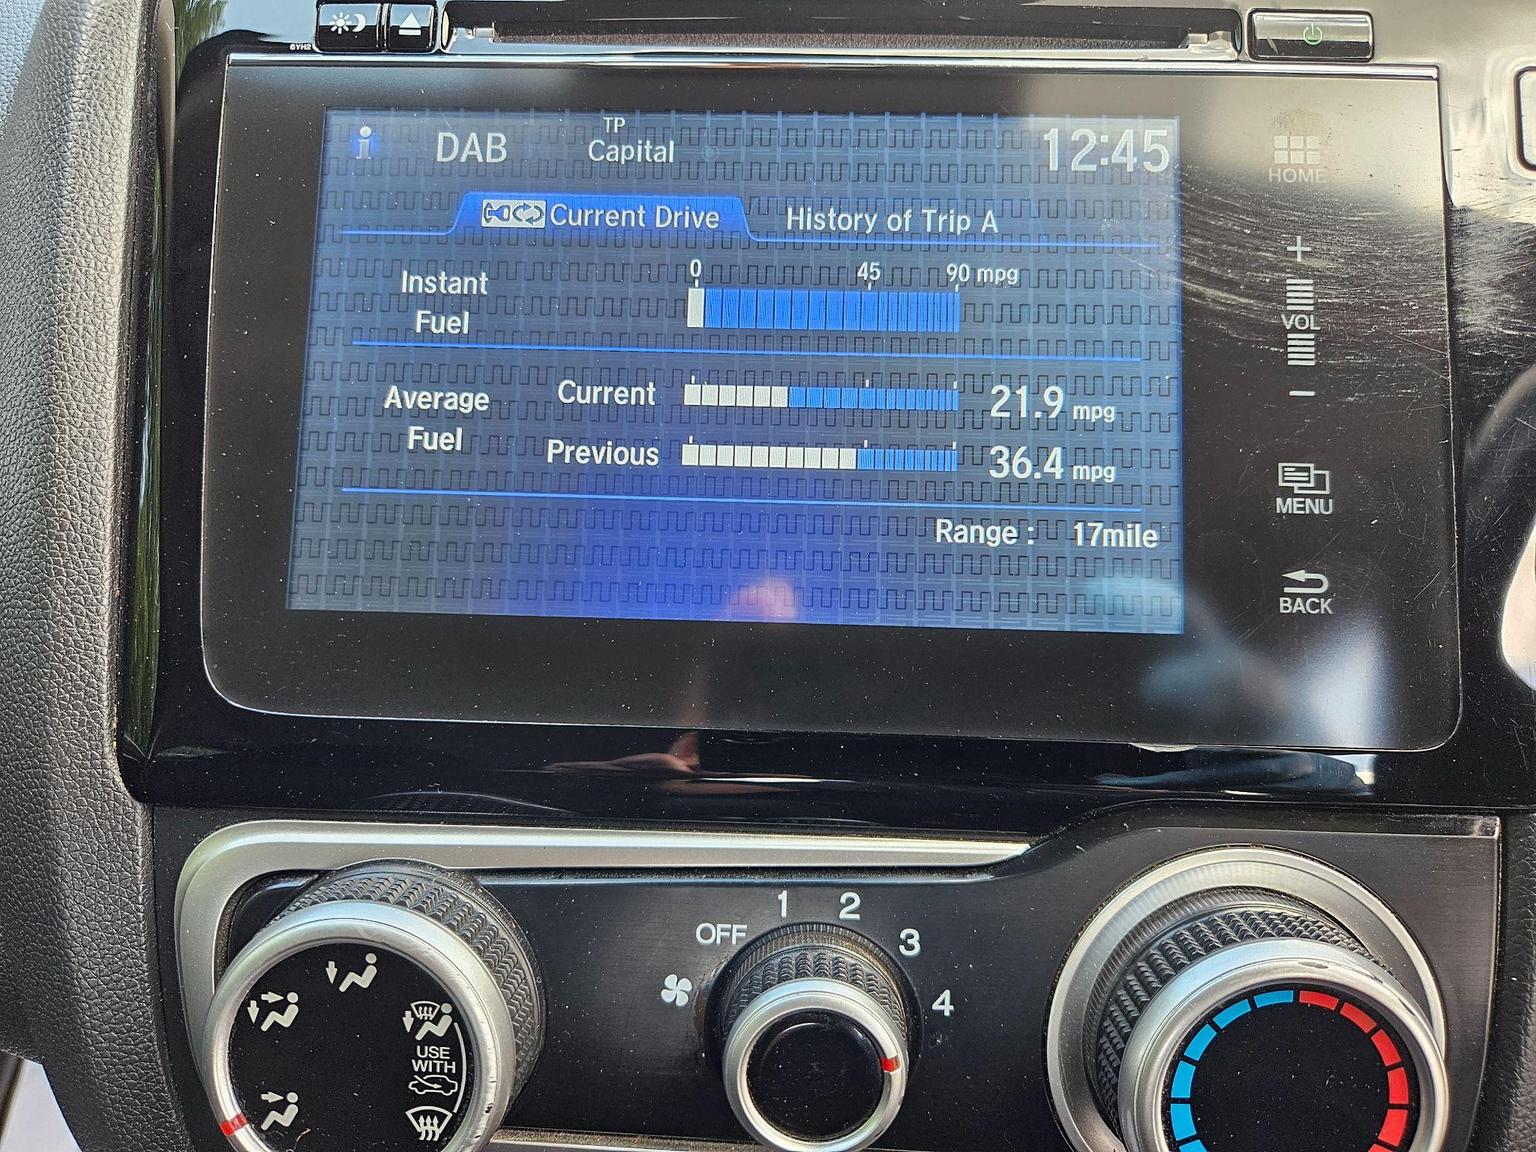 6YH2
DAB
TP
Capital
12:45
HOME
Current Drive
History of Trip A
0
45
90 mpg
Instant
Fuel
VOL
Average
Fuel
Current
21.9 mpg
Previous
36.4 mpg
MENU
Range : 17mile
BACK
OFF
1
2
3
4
USE
WITH